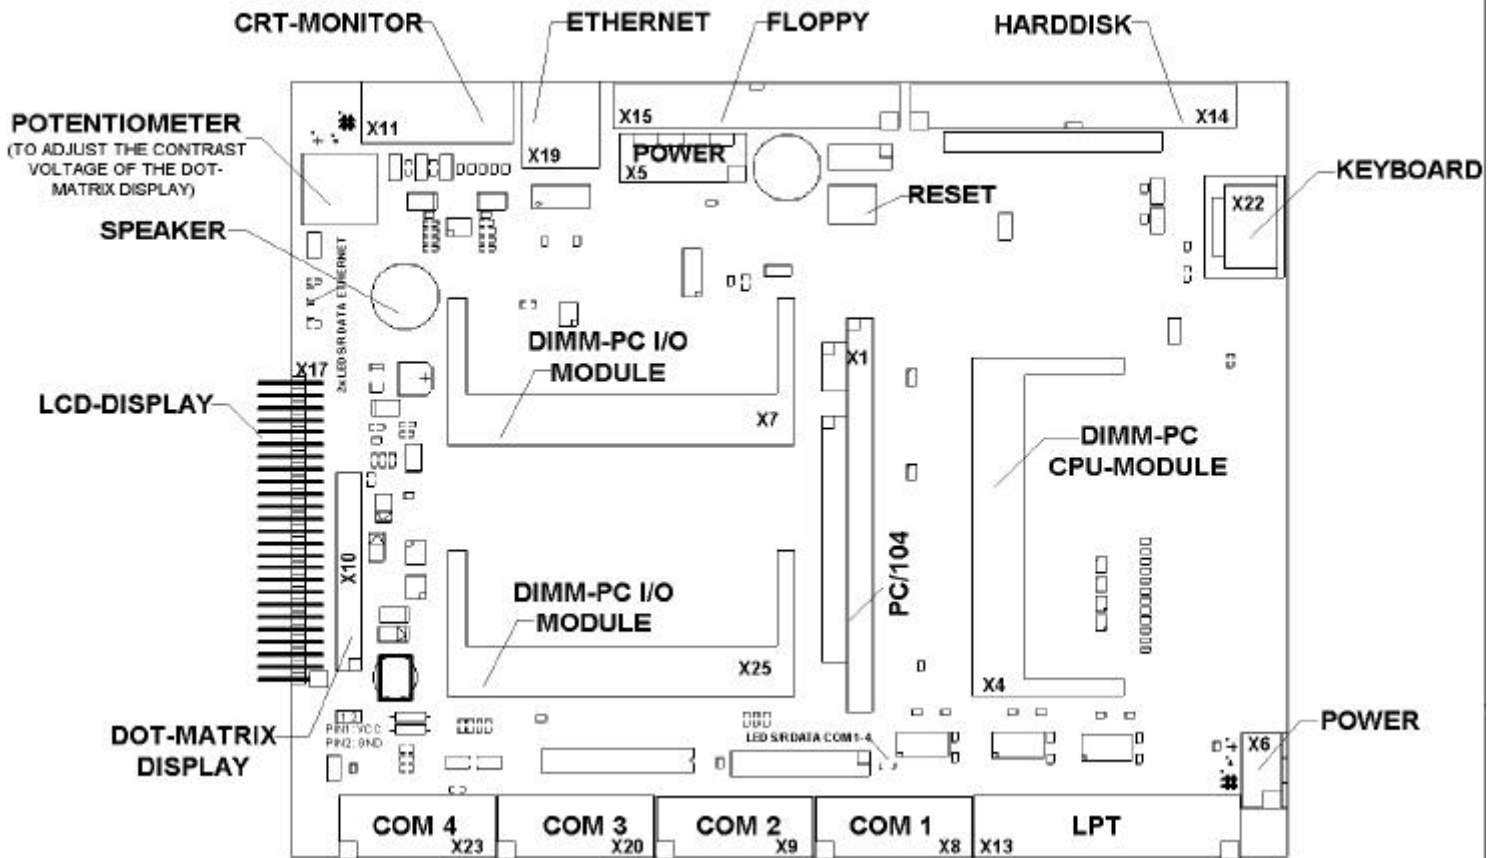 CRT-MONITOR
ETHERNET
FLOPPY
HARDDISK
POTENTIOMETER
(TO ADJUST THE CONTRAST
VOLTAGE OF THE DOT-
MATRIX DISPLAY)
X11
X19
X15
POWER
X5
X14
RESET
KEYBOARD
X22
SPEAKER
2x LED S/R DATA ETHERNET
X17
LCD-DISPLAY
DIMM-PC I/O
MODULE
X7
X1
DIMM-PC
CPU-MODULE
X10
DIMM-PC I/O
MODULE
X25
PC/104
X4
DOT-MATRIX
DISPLAY
1 2
PIN1: VCC
PIN2: GND
LED S/R DATA COM 1-4
POWER
X6
COM 4
X23
COM 3
X20
COM 2
X9
COM 1
X8
X13
LPT